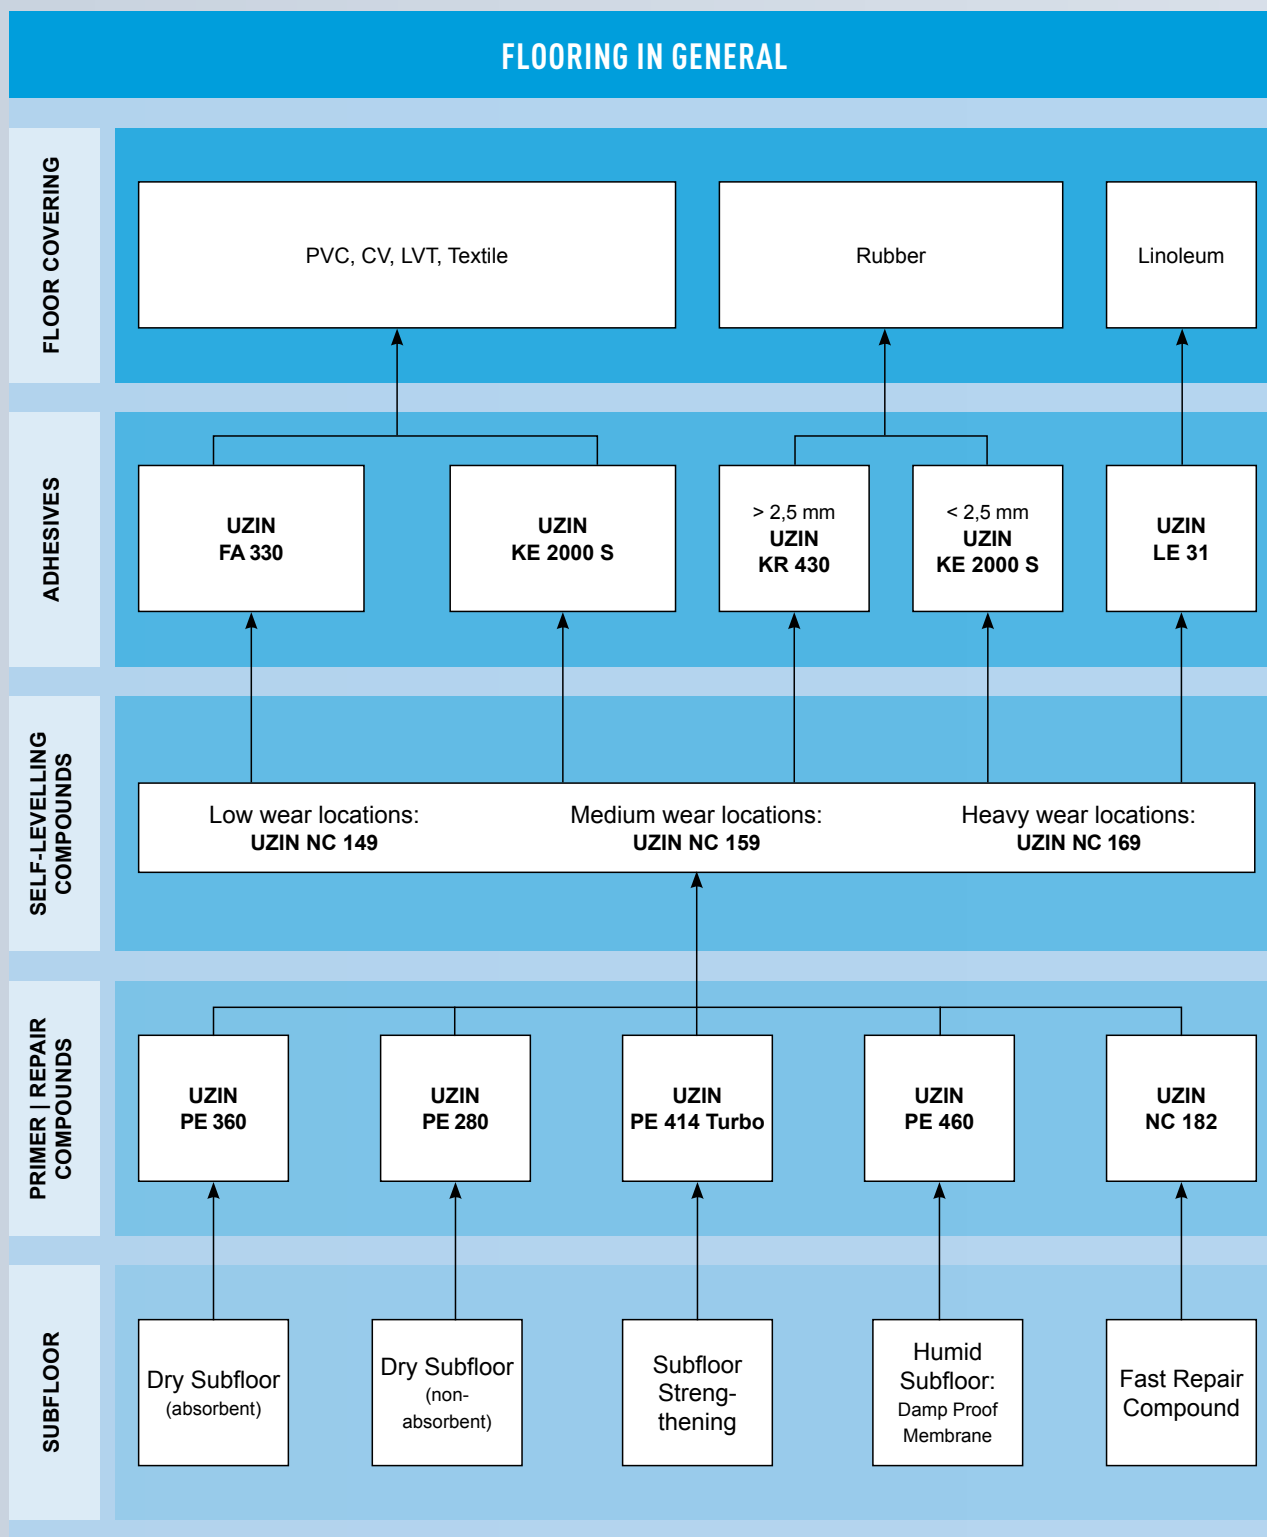 FLOORING IN GENERAL
FLOOR COVERING
PVC, CV, LVT, Textile
Rubber
Linoleum
ADHESIVES
UZIN
FA 330
UZIN
KE 2000 S
> 2,5 mm
UZIN
KR 430
< 2,5 mm
UZIN
KE 2000 S
UZIN
LE 31
SELF-LEVELLING
COMPOUNDS
Low wear locations:
UZIN NC 149
Medium wear locations:
UZIN NC 159
Heavy wear locations:
UZIN NC 169
PRIMER | REPAIR
COMPOUNDS
UZIN
PE 360
UZIN
PE 280
UZIN
PE 414 Turbo
UZIN
PE 460
UZIN
NC 182
SUBFLOOR
Dry Subfloor
(absorbent)
Dry Subfloor
(non-
absorbent)
Subfloor
Streng-
thening
Humid
Subfloor:
Damp Proof
Membrane
Fast Repair
Compound